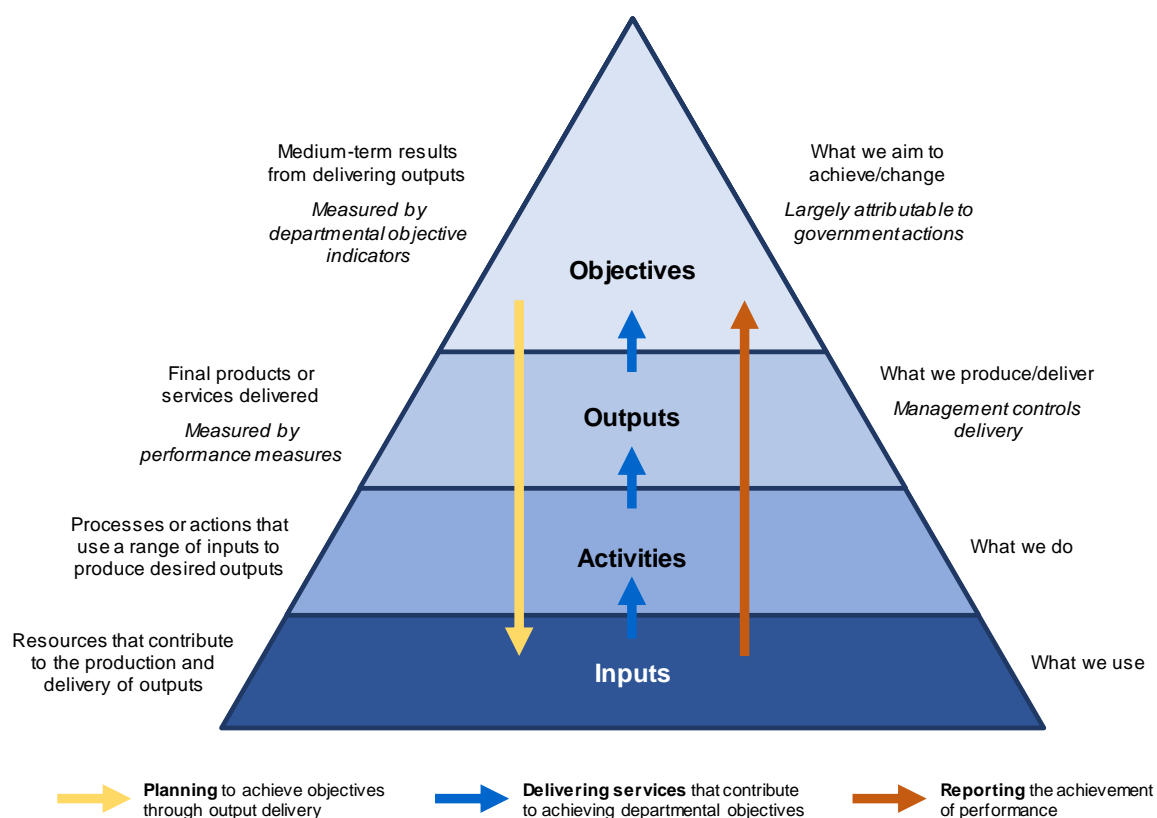 Medium-term results
from delivering outputs
Measured by
departmental objective
indicators
What we aim to
achieve/change
Largely attributable to
government actions
Objectives
Final products or
services delivered
Measured by
performance measures
What we produce/deliver
Management controls
delivery
Outputs
Processes or actions that
use a range of inputs to
produce desired outputs
Activities
What we do
Resources that contribute
to the production and
delivery of outputs
Inputs
What we use
Planning to achieve objectives
through output delivery
Delivering services that contribute
to achieving departmental objectives
Reporting the achievement
of performance